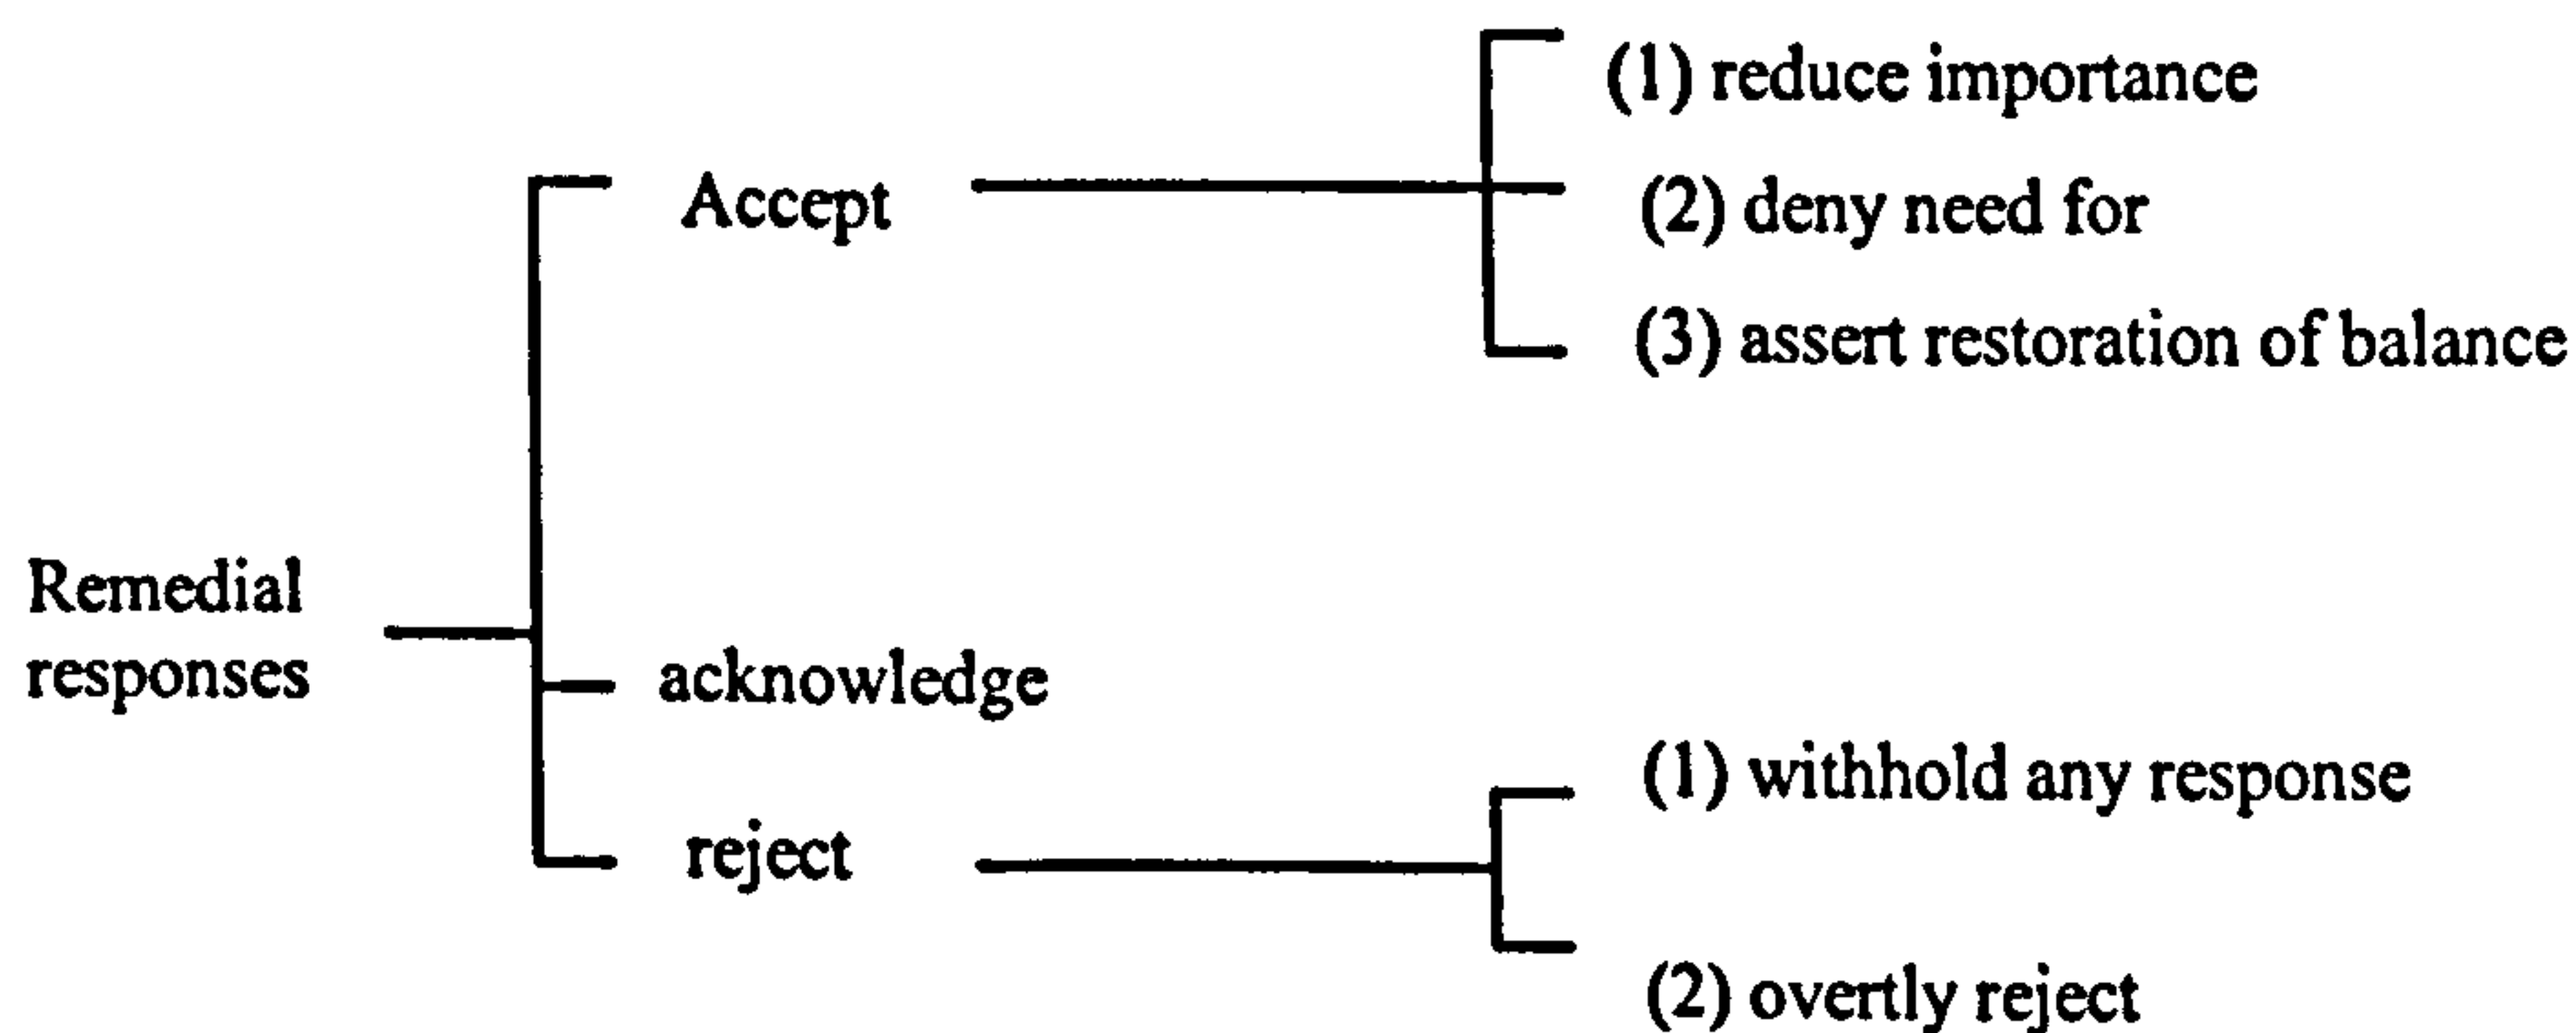 (1) reduce importance
Accept
(2) deny need for
(3) assert restoration of balance
Remedial
responses
acknowledge
reject
(1) withhold any response
(2) overtly reject